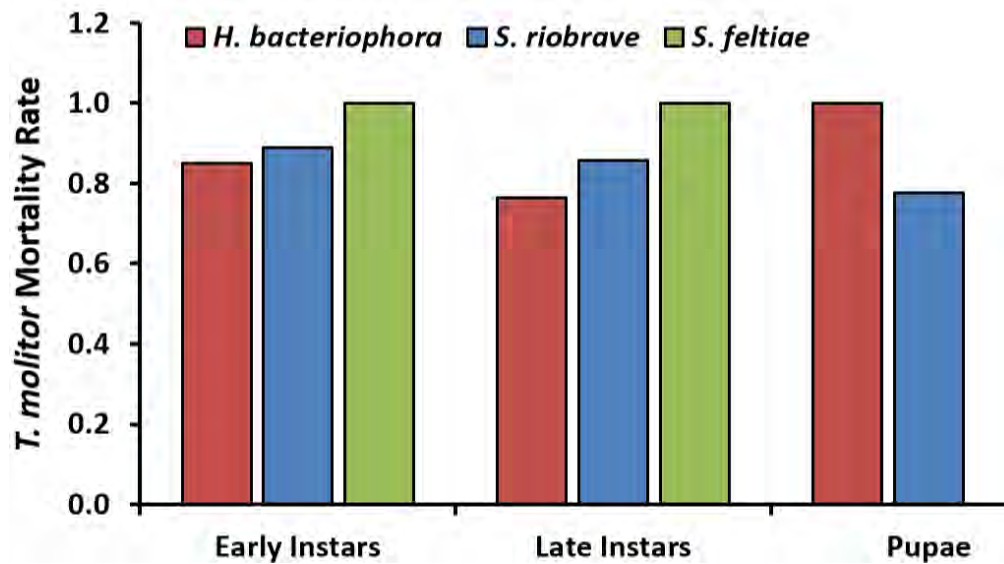 T. molitor Mortality Rate
1.2
1.0
0.8
0.6
0.4
0.2
0.0
H. bacteriophora S. riobrave S. feltiae
Early Instars Late Instars Pupae